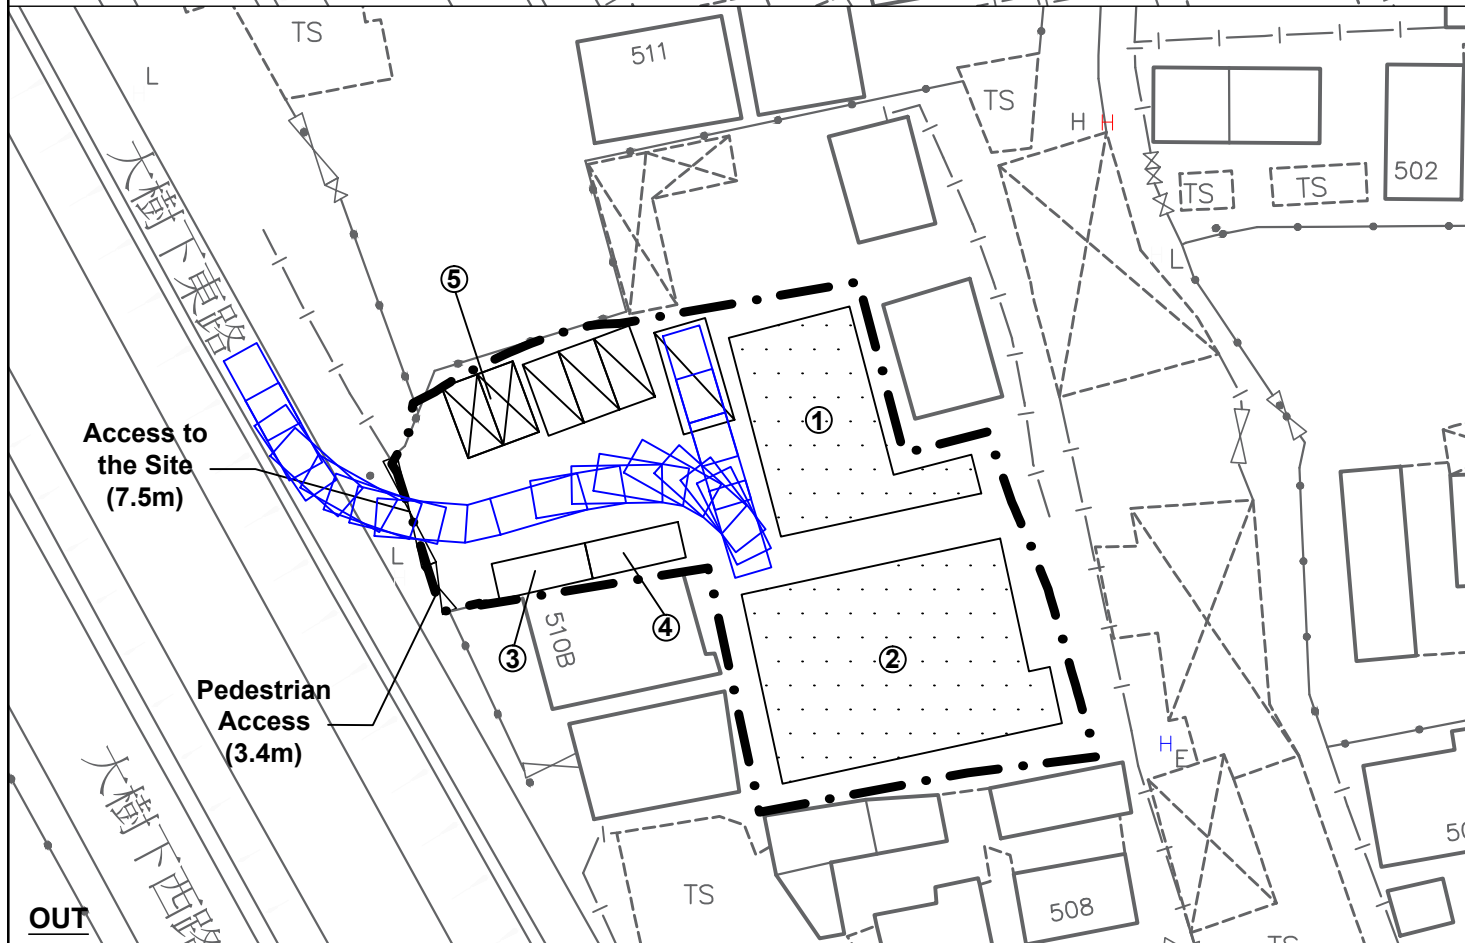 TS
511
L
TS
H H
502
TS
TS
大樹下東路
L
⑤
Access to
the Site
(7.5m)
①
L
510B
④
③
②
Pedestrian
Access
(3.4m)
H
E
大樹下西路
TS
508
OUT